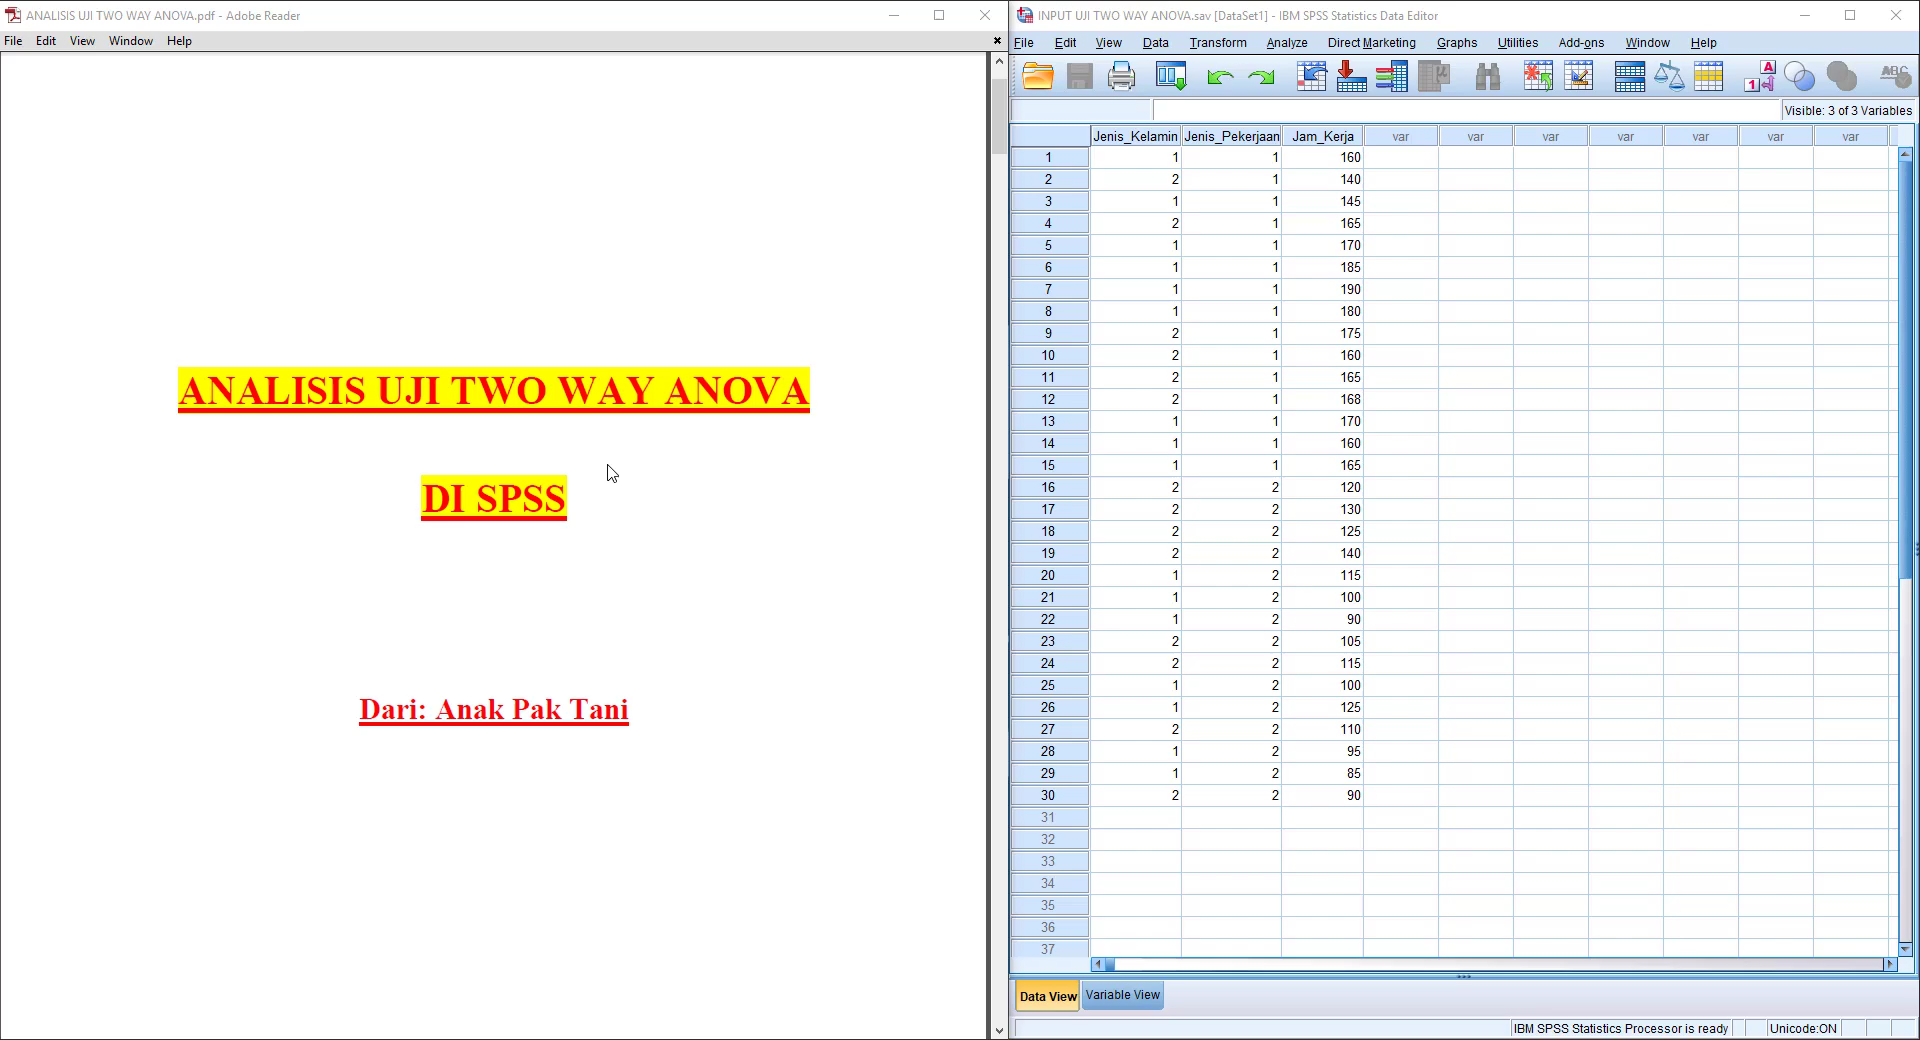 ANALISIS UJI TWO WAY ANOVA.pdf - Adobe Reader
File Edit View Window Help
ANALISIS UJI TWO WAY ANOVA
DI SPSS
Dari: Anak Pak Tani
INPUT UJI TWO WAY ANOVA.sav [DataSet1] - IBM SPSS Statistics Data Editor
File Edit View Data Transform Analyze Direct Marketing Graphs Utilities Add-ons Window Help
Visible: 3 of 3 Variables
Jenis_Kelamin Jenis_Pekerjaan Jam_Kerja var var var var var var var
1 1 1 160
2 2 1 140
3 1 1 145
4 2 1 165
5 1 1 170
6 1 1 185
7 1 1 190
8 1 1 180
9 2 1 175
10 2 1 160
11 2 1 165
12 2 1 168
13 1 1 170
14 1 1 160
15 1 1 165
16 2 2 120
17 2 2 130
18 2 2 125
19 2 2 140
20 1 2 115
21 1 2 100
22 1 2 90
23 2 2 105
24 2 2 115
25 1 2 100
26 1 2 125
27 2 2 110
28 1 2 95
29 1 2 85
30 2 2 90
31
32
33
34
35
36
37
Data View Variable View
IBM SPSS Statistics Processor is ready Unicode:ON